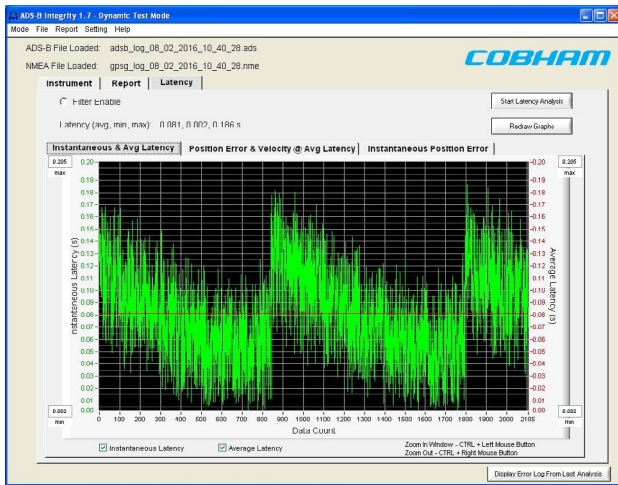 ADS-B Integrity 1.7 - Dynamic Test Mode
Mode File Report Setting Help
ADS-B File Loaded: adsb_log_08_02_2016_10_40_28.ads
NMEA File Loaded: gpsg_log_08_02_2016_10_40_28.nme
COBHAM
Instrument Report Latency
Filter Enable
Start Latency Analysis
Latency (avg, min, max): 0.081, 0.002, 0.186 s
Redraw Graphs
Instantaneous & Avg Latency Position Error & Velocity @ Avg Latency Instantaneous Position Error
0.205 0.20 -0.20 0.205
max 0.19 -0.19 max
0.18 -0.18
0.17 -0.17
0.16 -0.16
0.15 -0.15
0.14 -0.14
0.13 -0.13
0.12 -0.12
0.11 -0.11
0.10 -0.10
0.09 -0.09
0.08 -0.08
0.07 -0.07
0.06 -0.06
0.05 -0.05
0.04 -0.04
0.03 -0.03
0.02 -0.02
0.01 -0.01
0.002 0.00 0.00 0.002
min min
nstantaneous Latency (s)
Average Latency (s)
0 100 200 300 400 500 600 700 800 900 1000 1100 1200 1300 1400 1500 1600 1700 1800 1900 2000 2105
Data Count
Instantaneous Latency Average Latency
Zoom In Window - CTRL + Left Mouse Button
Zoom Out - CTRL + Right Mouse Button
Display Error Log From Last Analysis